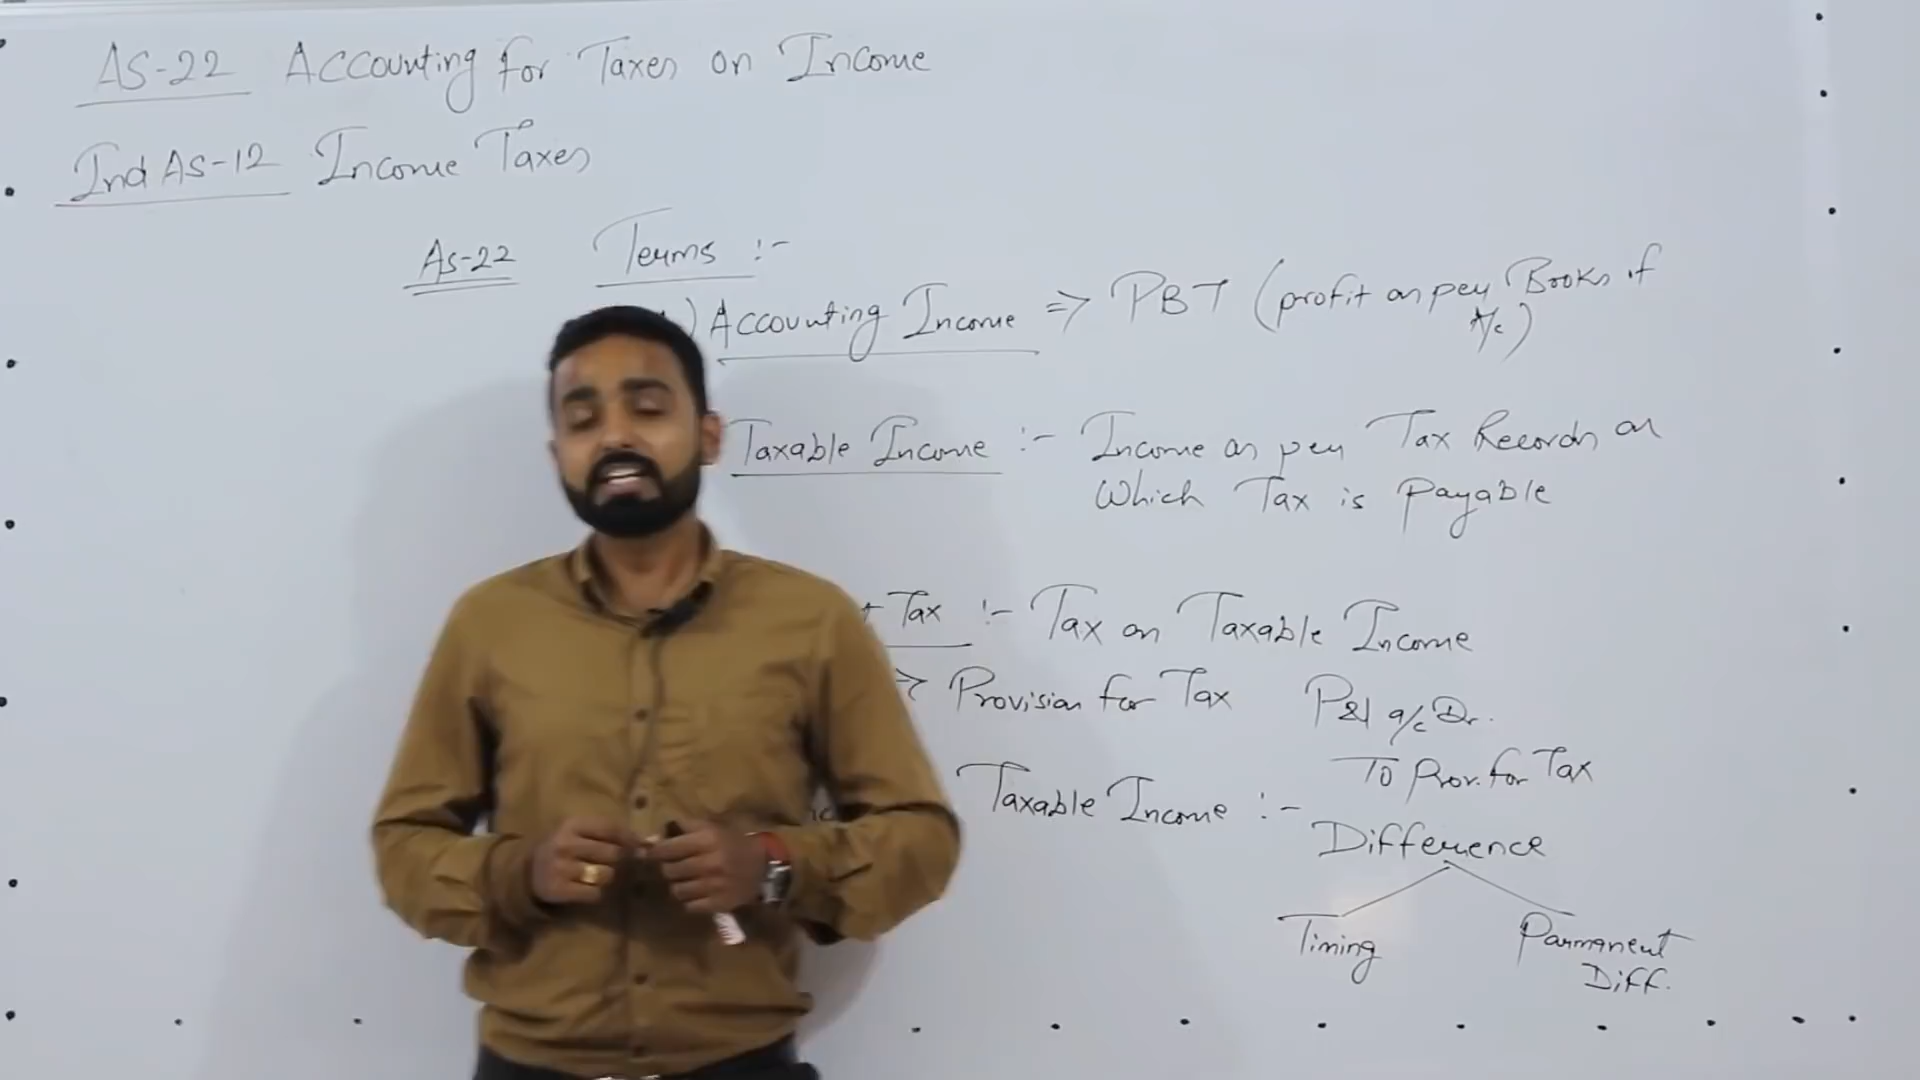 AS-22 Accounting for Taxes on Income
Ind AS-12 Income Taxes
As-22 Terms :-
) Accounting Income => PBT (profit as per Books of
A/c)
Taxable Income :- Income as per Tax Records on
Which Tax is Payable
Tax :- Tax on Taxable Income
=> Provision for Tax P&l a/c Dr.
To Prov. for Tax
Taxable Income :-
Difference
Timing Parmanent
Diff.